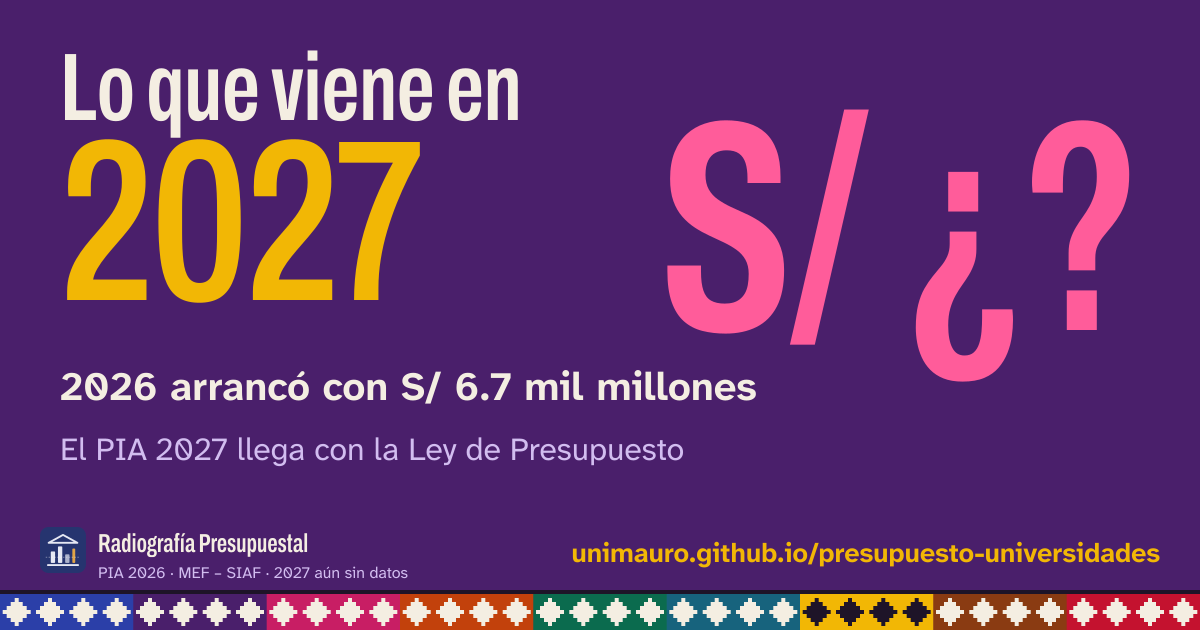 Lo que viene en
2027
S/ ¿?
2026 arrancó con S/ 6.7 mil millones
El PIA 2027 llega con la Ley de Presupuesto
Radiografía Presupuestal
PIA 2026 · MEF – SIAF · 2027 aún sin datos
unimauro.github.io/presupuesto-universidades